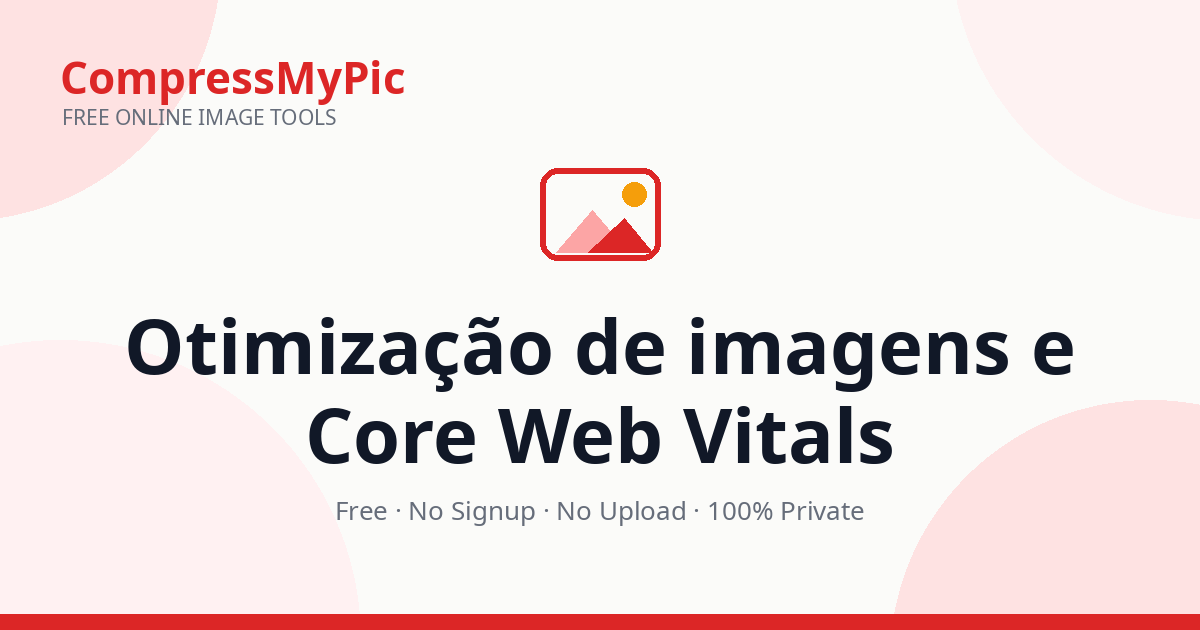 CompressMyPic
FREE ONLINE IMAGE TOOLS
Otimização de imagens e
Core Web Vitals
Free · No Signup · No Upload · 100% Private